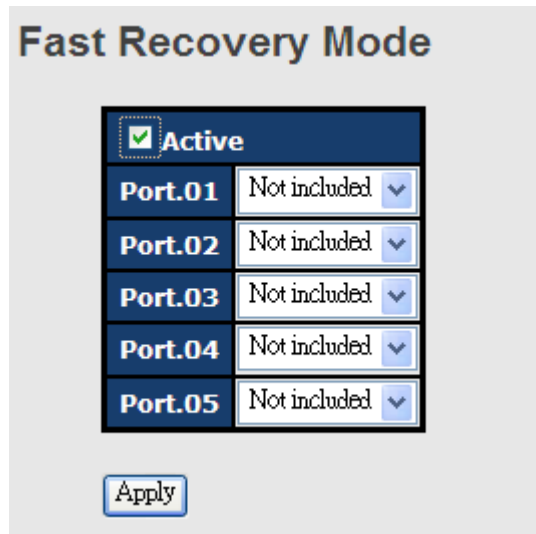 Fast Recovery Mode
Active
Port.01 Not included
Port.02 Not included
Port.03 Not included
Port.04 Not included
Port.05 Not included
Apply